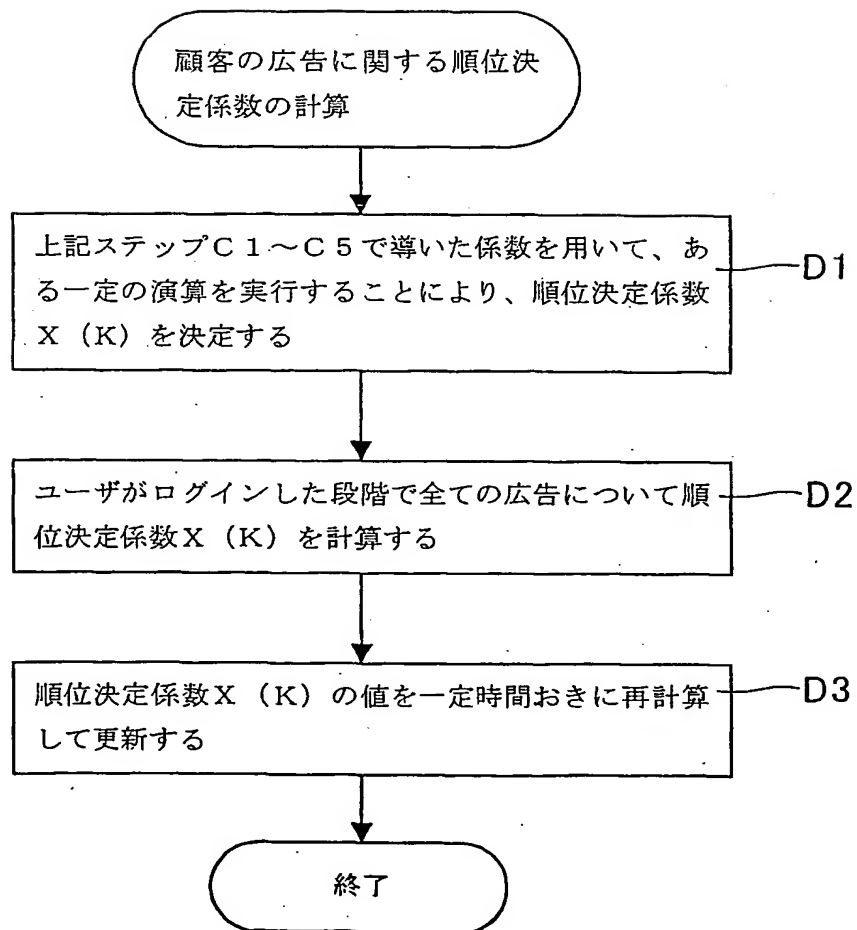 顧客の広告に関する順位決
定係数の計算
上記ステップC1～C5で導いた係数を用いて、あ
る一定の演算を実行することにより、順位決定係数
X（K）を決定する
D1
ユーザがログインした段階で全ての広告について順
位決定係数X（K）を計算する
D2
順位決定係数X（K）の値を一定時間おきに再計算
して更新する
D3
終了